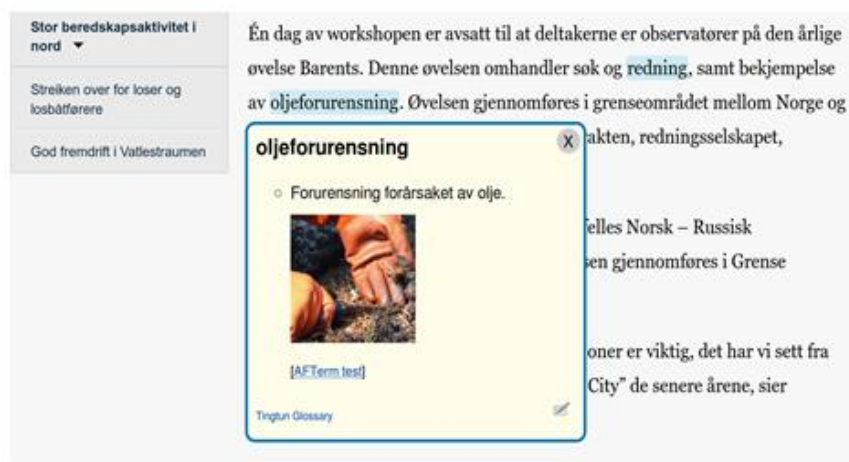 Stor beredskapsaktivitet i
nord
Streiken over for loser og
losbåtførere
God fremdrift i Vatlestraumen
Én dag av workshopen er avsatt til at deltakerne er observatører på den årlige
øvelse Barents. Denne øvelsen omhandler søk og redning, samt bekjempelse
av oljeforurensning. Øvelsen gjennomføres i grenseområdet mellom Norge og
akten, redningsselskapet,
elles Norsk – Russisk
sen gjennomføres i Grense
oner er viktig, det har vi sett fra
City” de senere årene, sier
oljeforurensning
X
Forurensning forårsaket av olje.
[AFTerm test]
Tingtun Glossary